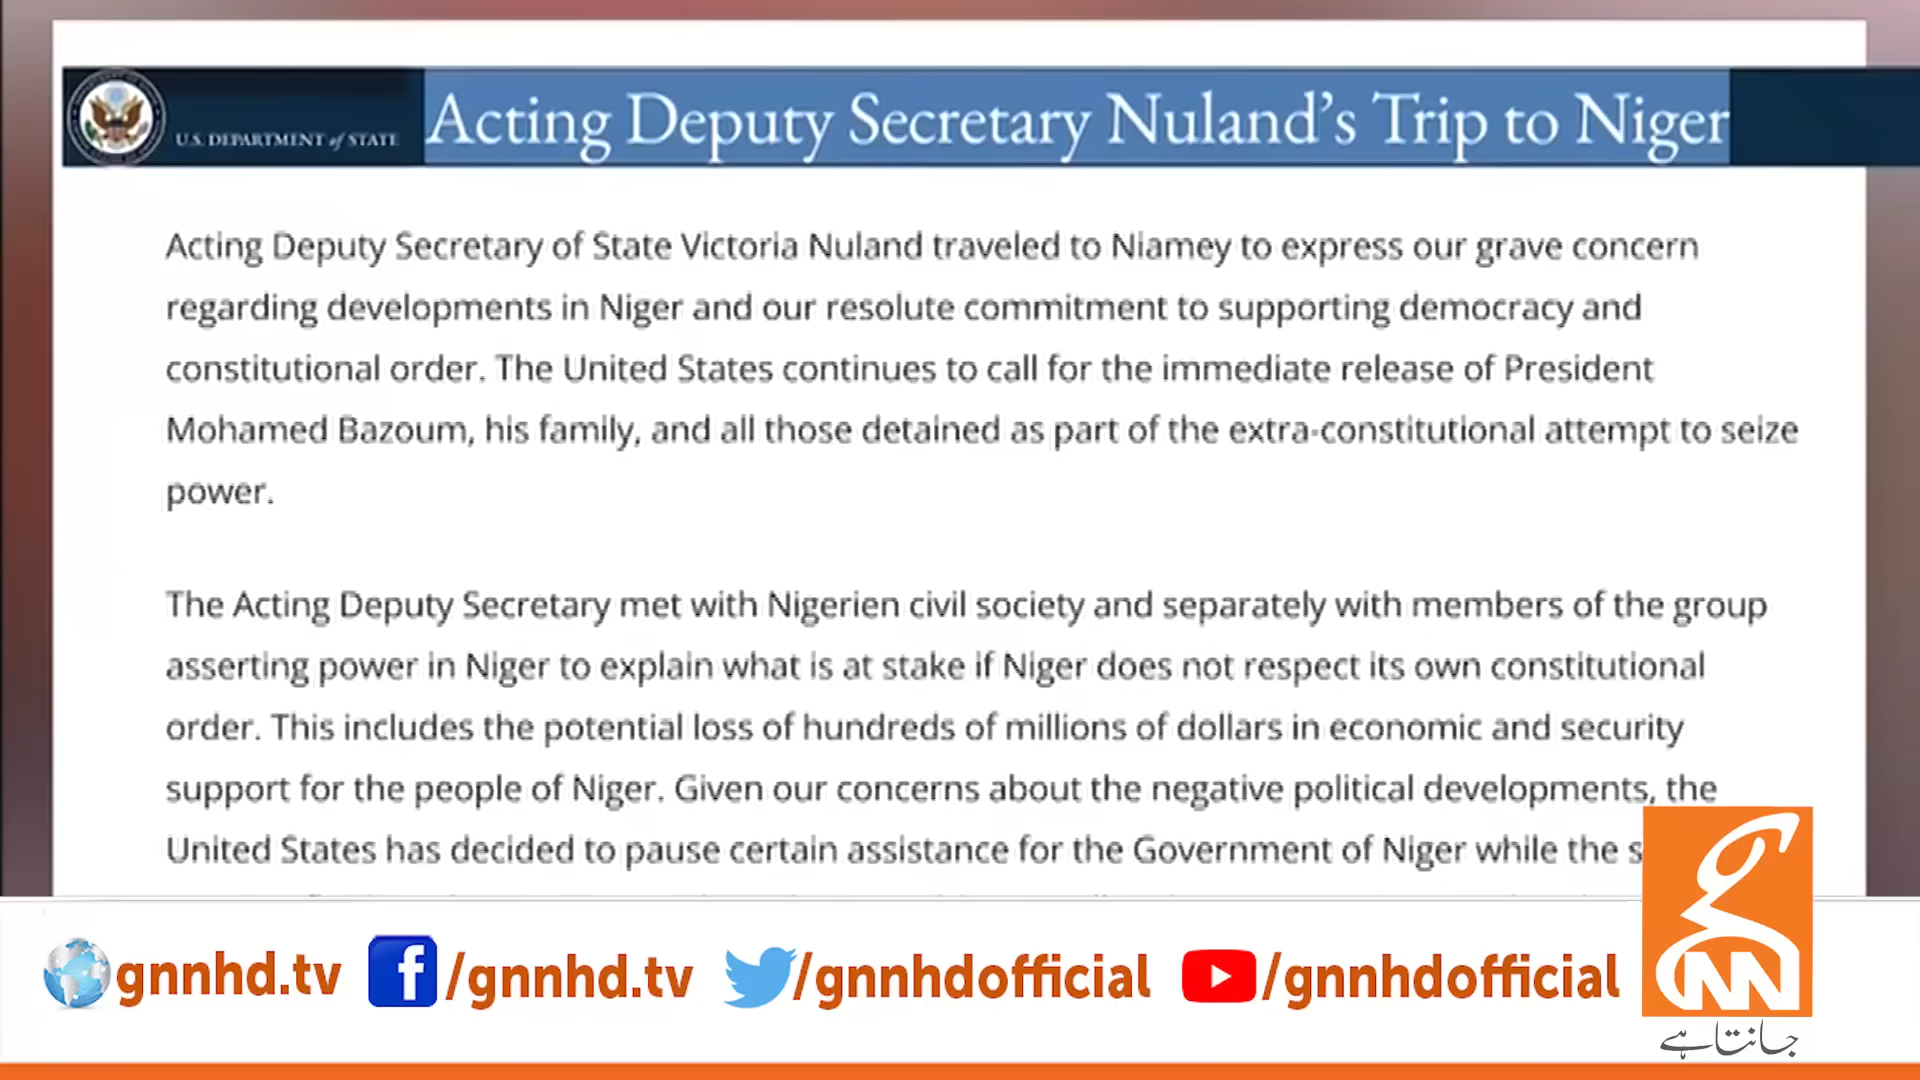 U.S. DEPARTMENT of STATE
Acting Deputy Secretary Nuland’s Trip to Niger
Acting Deputy Secretary of State Victoria Nuland traveled to Niamey to express our grave concern
regarding developments in Niger and our resolute commitment to supporting democracy and
constitutional order. The United States continues to call for the immediate release of President
Mohamed Bazoum, his family, and all those detained as part of the extra-constitutional attempt to seize
power.
The Acting Deputy Secretary met with Nigerien civil society and separately with members of the group
asserting power in Niger to explain what is at stake if Niger does not respect its own constitutional
order. This includes the potential loss of hundreds of millions of dollars in economic and security
support for the people of Niger. Given our concerns about the negative political developments, the
United States has decided to pause certain assistance for the Government of Niger while the s
gnnhd.tv /gnnhd.tv /gnnhdofficial /gnnhdofficial
GNN
جانتا ہے